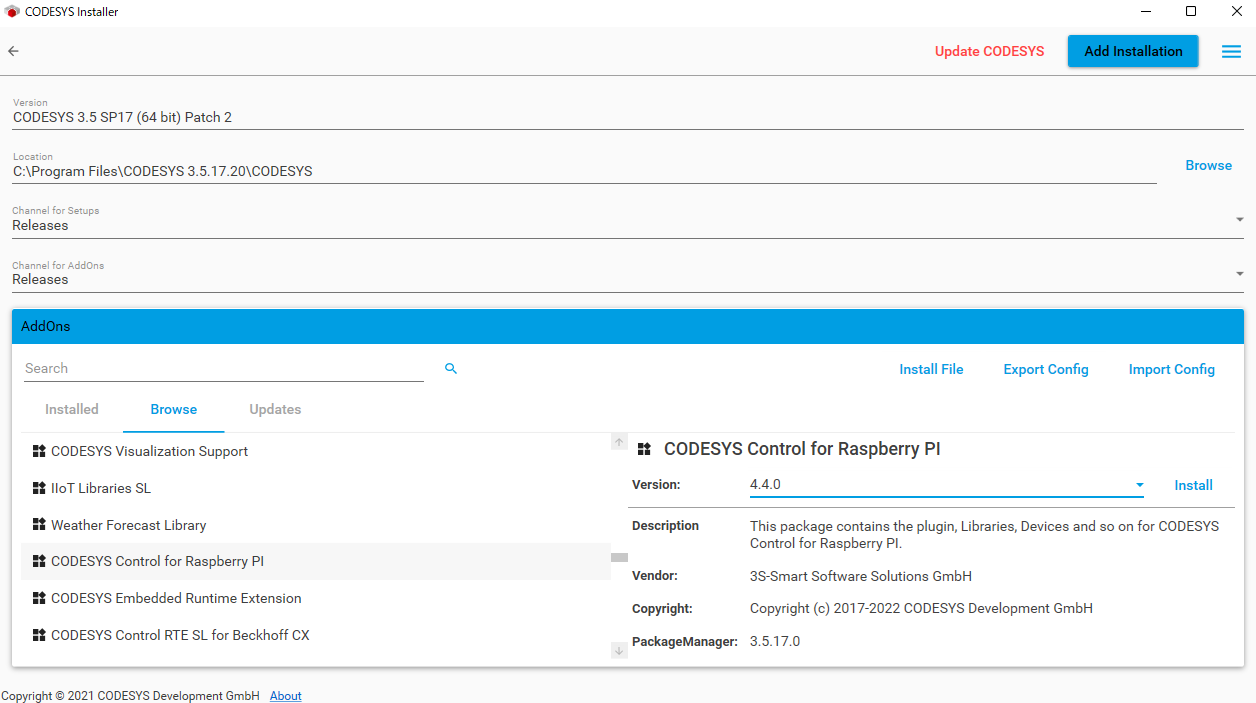 CODESYS Installer
Update CODESYS
Add Installation
Version
CODESYS 3.5 SP17 (64 bit) Patch 2
Location
C:\Program Files\CODESYS 3.5.17.20\CODESYS
Browse
Channel for Setups
Releases
Channel for AddOns
Releases
AddOns
Search
Install File
Export Config
Import Config
Installed
Browse
Updates
CODESYS Visualization Support
IIoT Libraries SL
Weather Forecast Library
CODESYS Control for Raspberry PI
CODESYS Embedded Runtime Extension
CODESYS Control RTE SL for Beckhoff CX
CODESYS Control for Raspberry PI
Version: 4.4.0 Install
Description This package contains the plugin, Libraries, Devices and so on for CODESYS
Control for Raspberry PI.
Vendor: 3S-Smart Software Solutions GmbH
Copyright: Copyright (c) 2017-2022 CODESYS Development GmbH
PackageManager: 3.5.17.0
Copyright © 2021 CODESYS Development GmbH About